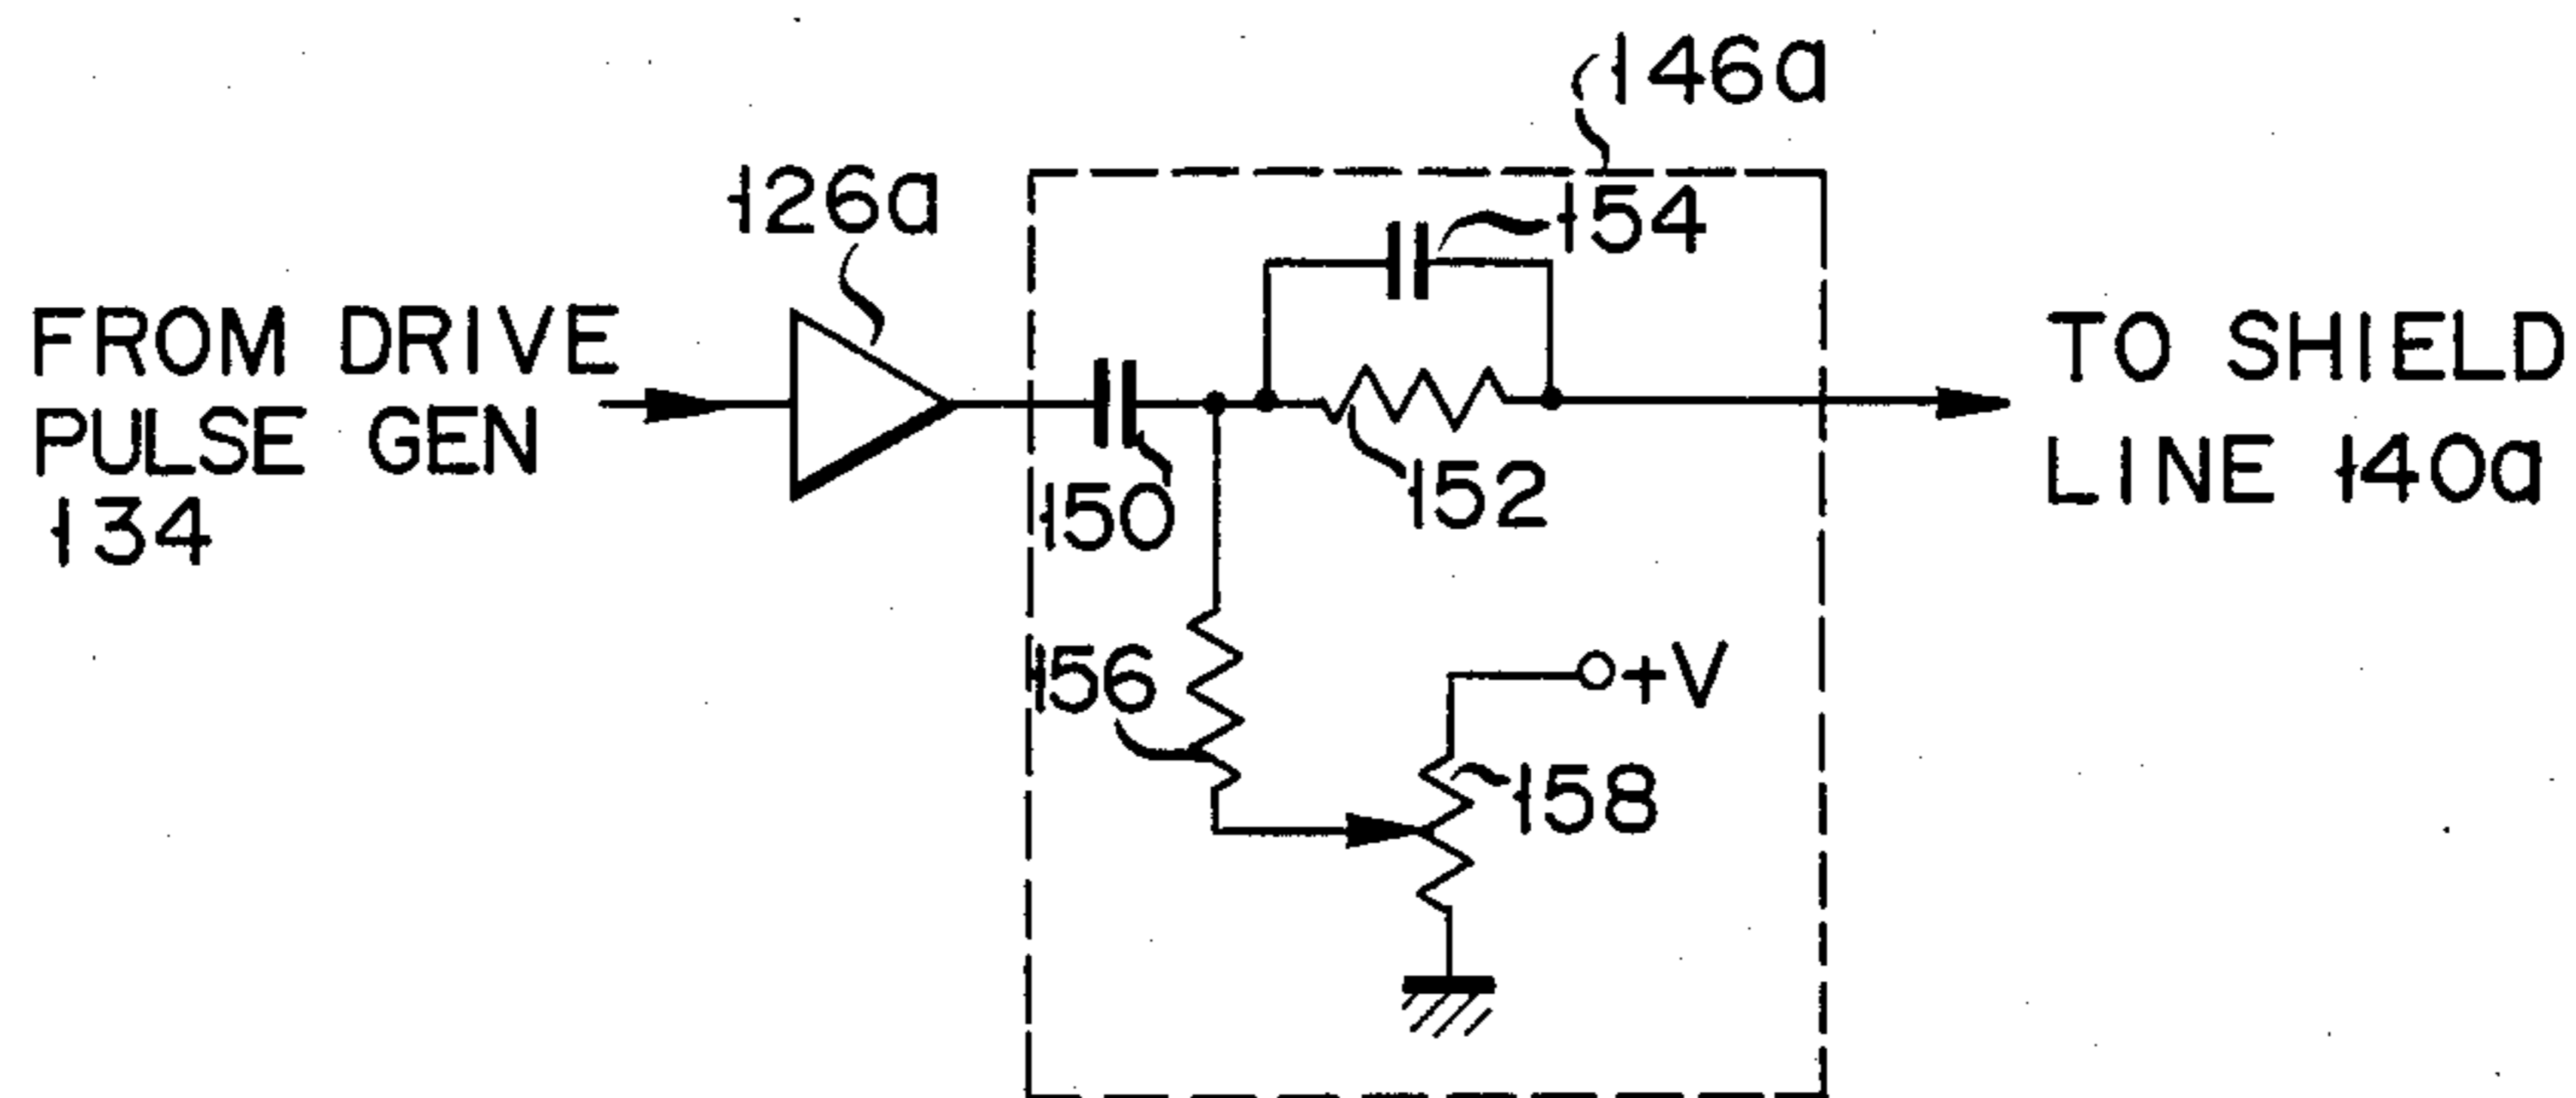 146a
126a
154
FROM DRIVE
PULSE GEN
134
TO SHIELD
LINE 140a
150
152
156
+V
158